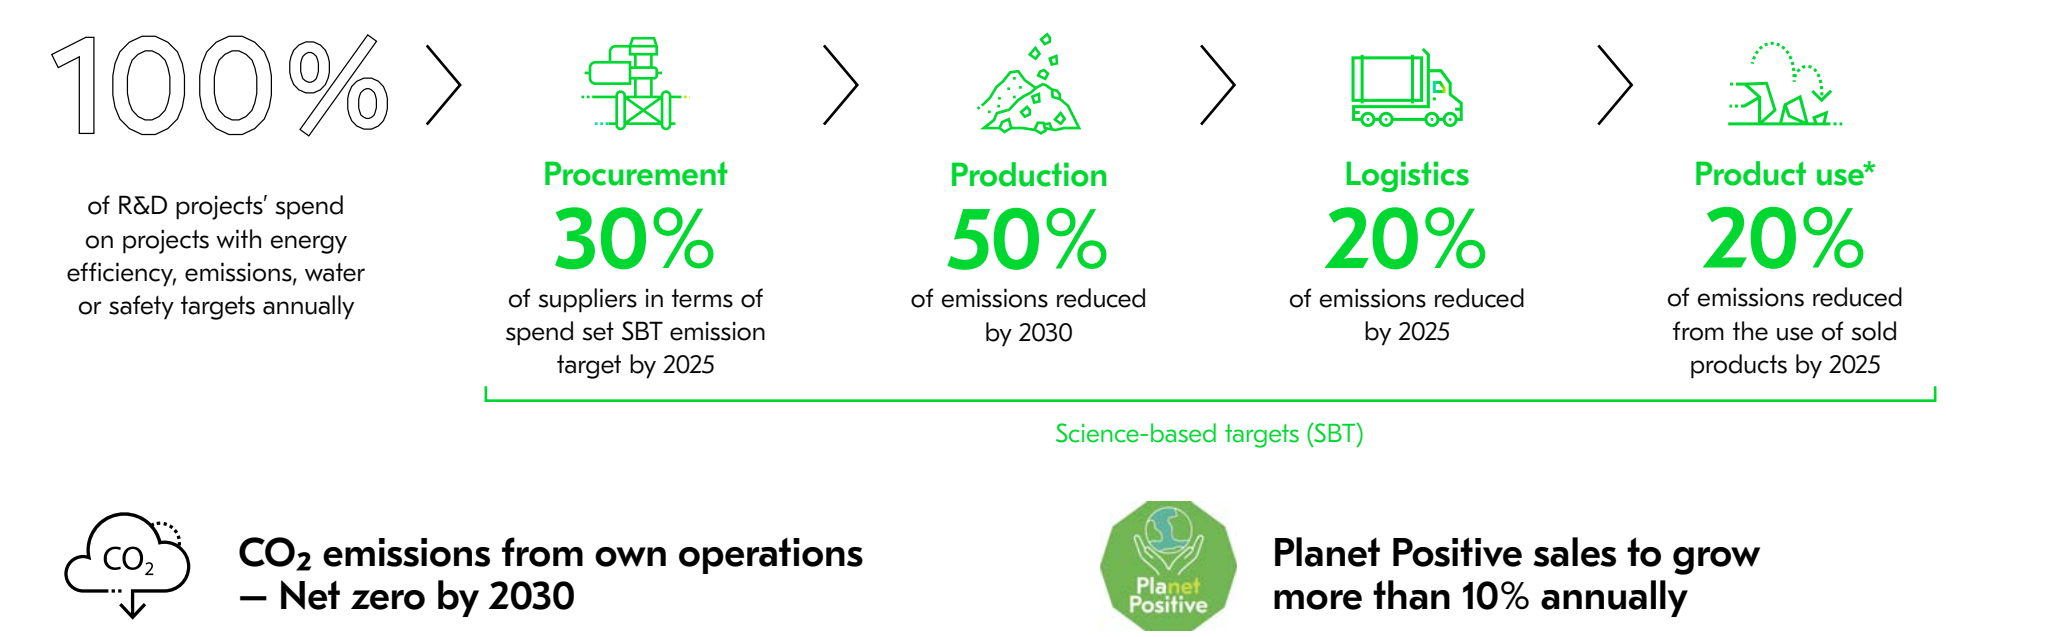 100%
of R&D projects' spend
on projects with energy
efficiency, emissions, water
or safety targets annually
Procurement
30%
of suppliers in terms of
spend set SBT emission
target by 2025
Production
50%
of emissions reduced
by 2030
Logistics
20%
of emissions reduced
by 2025
Product use*
20%
of emissions reduced
from the use of sold
products by 2025
Science-based targets (SBT)
CO₂
CO₂ emissions from own operations
– Net zero by 2030
Planet
Positive
Planet Positive sales to grow
more than 10% annually